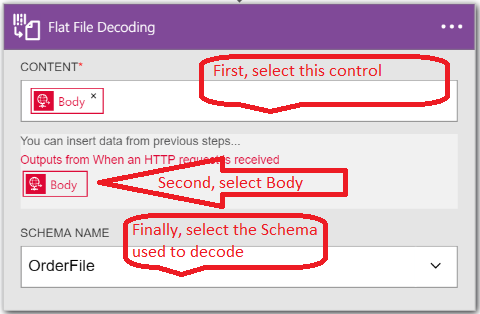 Flat File Decoding
CONTENT*
First, select this control
Body ×
You can insert data from previous steps...
Outputs from When an HTTP request is received
Body
Second, select Body
SCHEMA NAME
Finally, select the Schema
used to decode
OrderFile